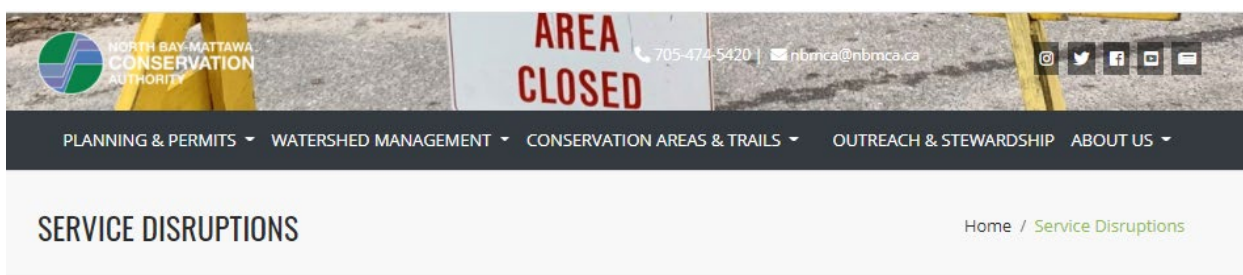 AREA
CLOSED
NORTH BAY-MATTAWA
CONSERVATION
AUTHORITY
705-474-5420 | nbmca@nbmca.ca
PLANNING & PERMITS WATERSHED MANAGEMENT CONSERVATION AREAS & TRAILS OUTREACH & STEWARDSHIP ABOUT US
SERVICE DISRUPTIONS
Home / Service Disruptions